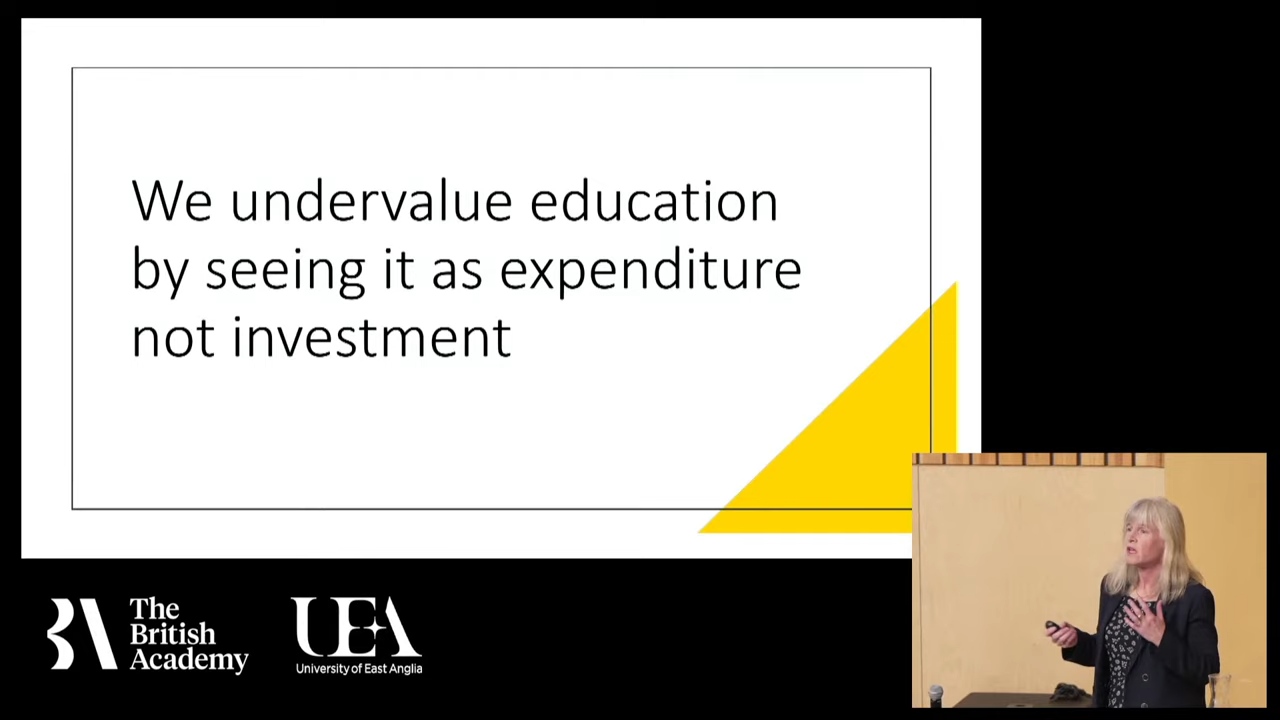 We undervalue education
by seeing it as expenditure
not investment
The
British
Academy
UEA
University of East Anglia